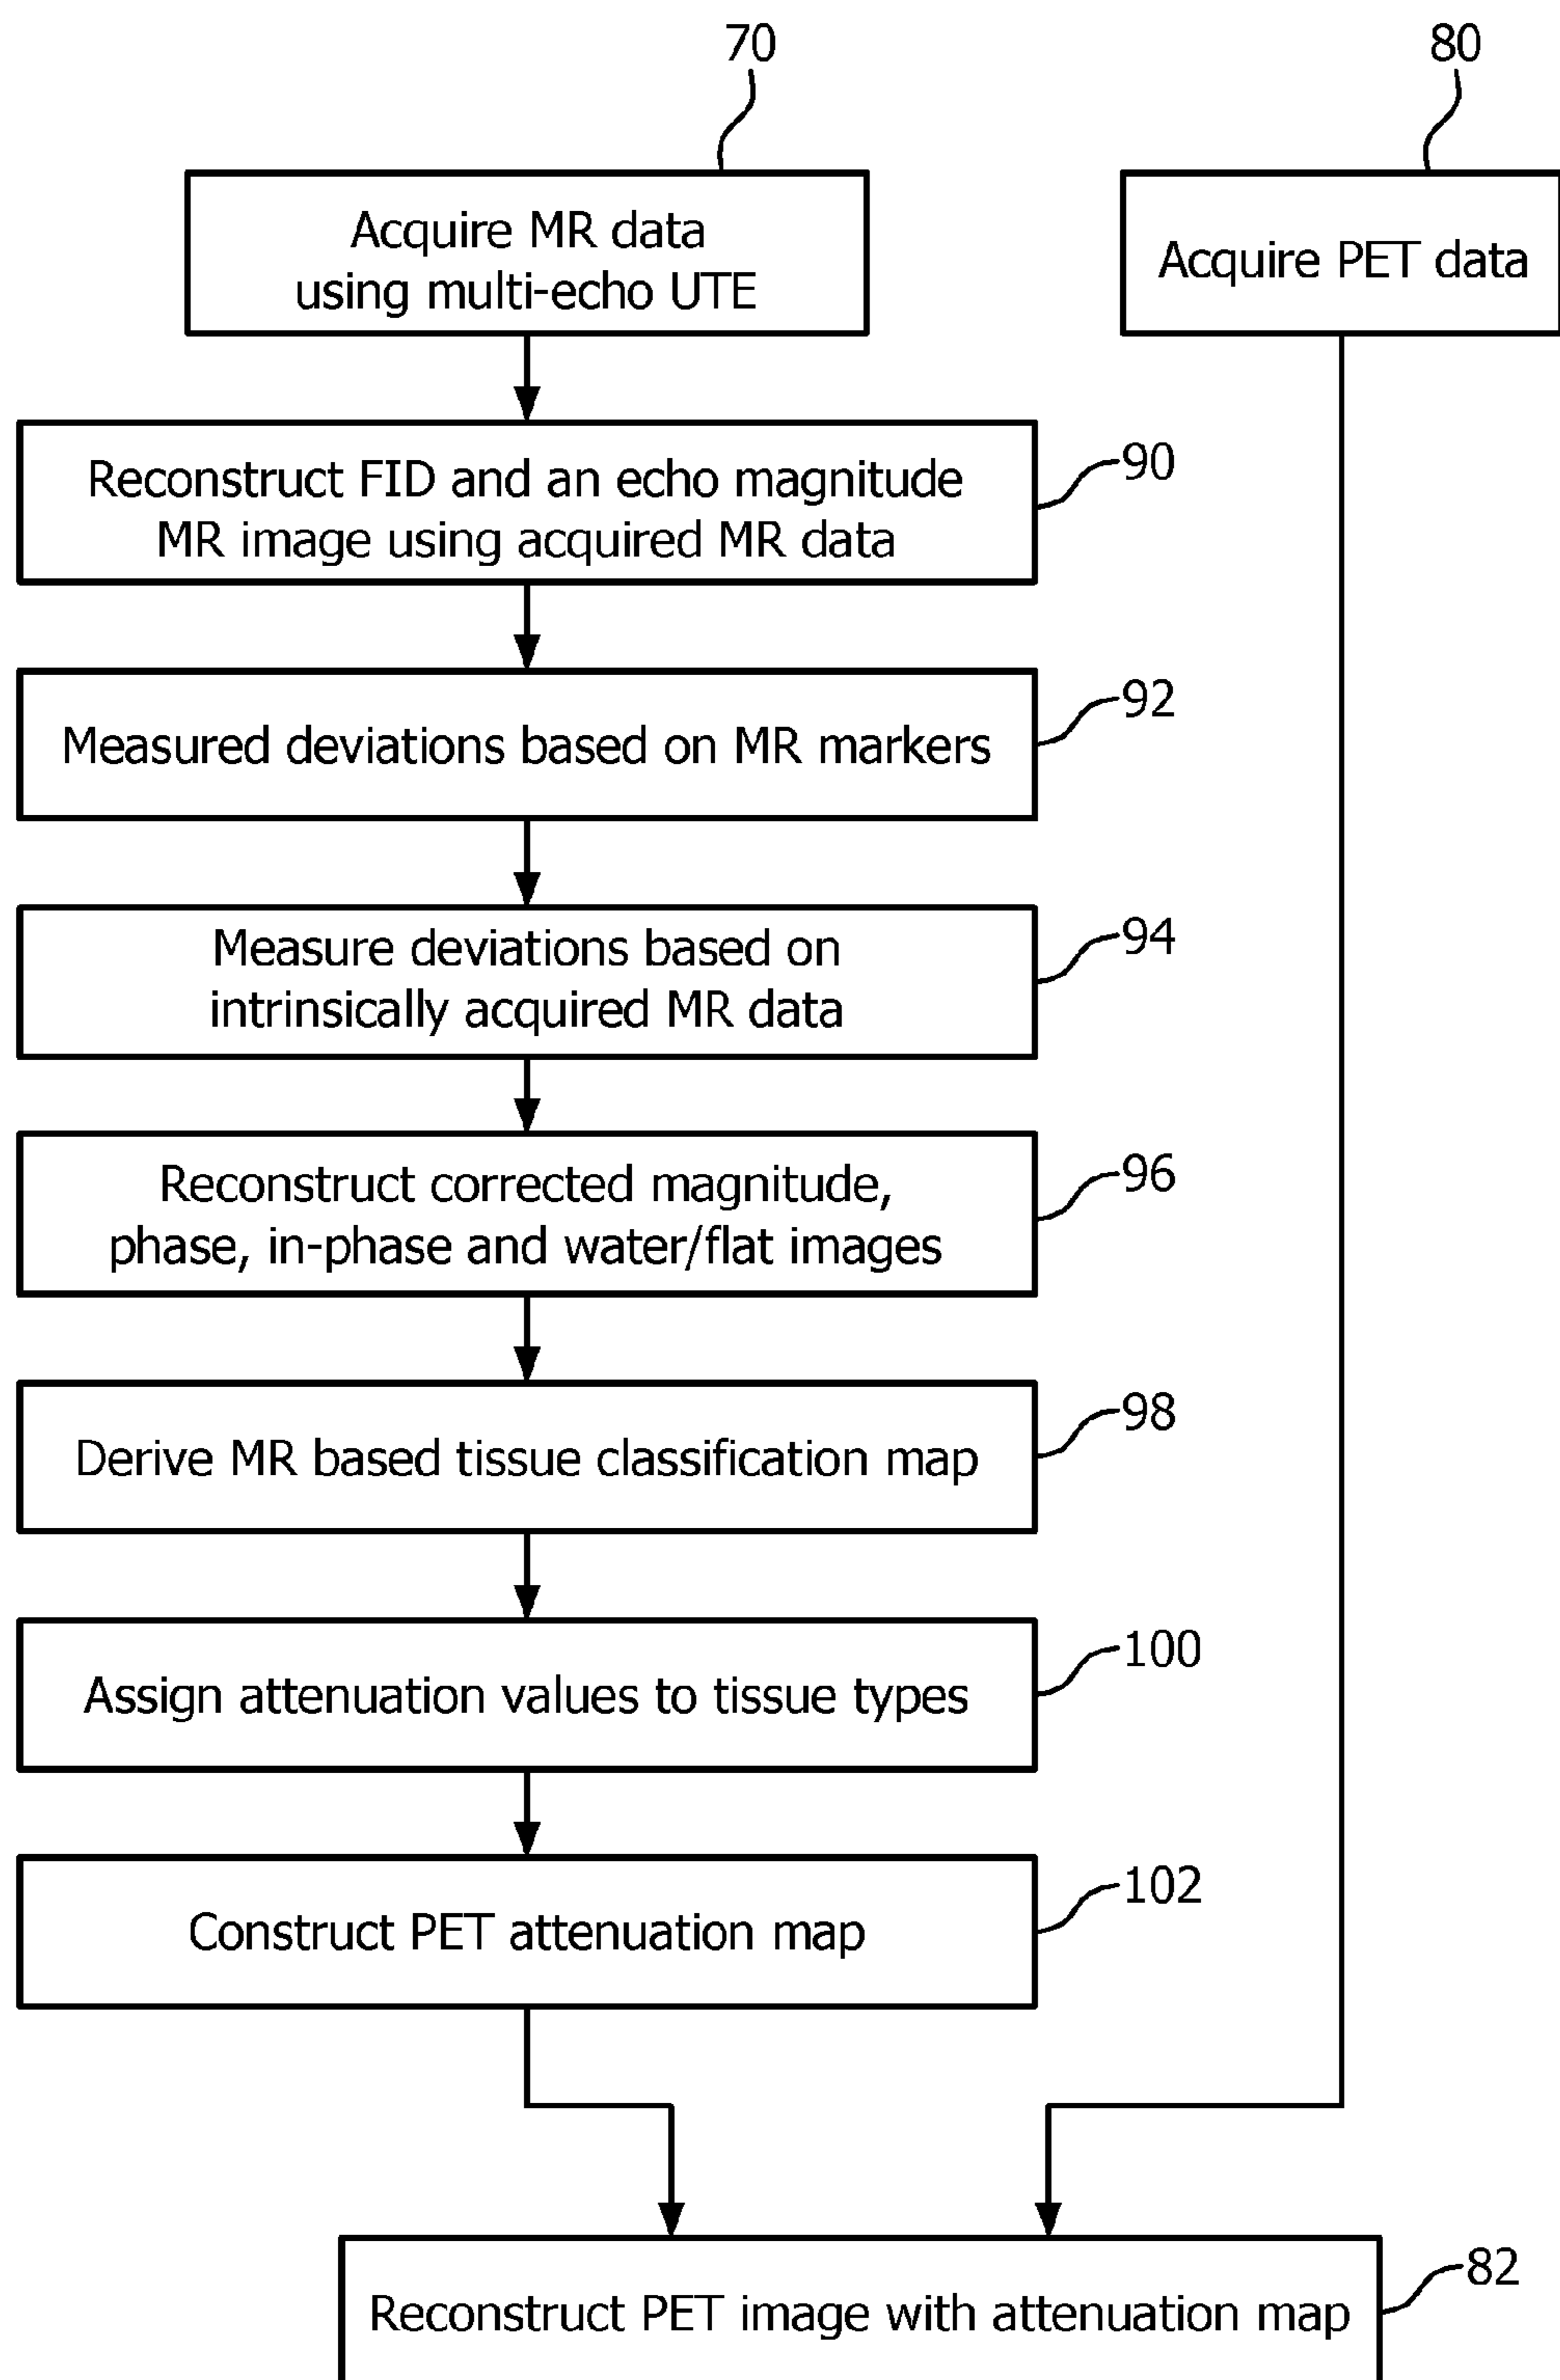 70
80
Acquire MR data
using multi-echo UTE
Acquire PET data
Reconstruct FID and an echo magnitude
MR image using acquired MR data
90
Measured deviations based on MR markers
92
Measure deviations based on
intrinsically acquired MR data
94
Reconstruct corrected magnitude,
phase, in-phase and water/flat images
96
Derive MR based tissue classification map
98
Assign attenuation values to tissue types
100
Construct PET attenuation map
102
Reconstruct PET image with attenuation map
82